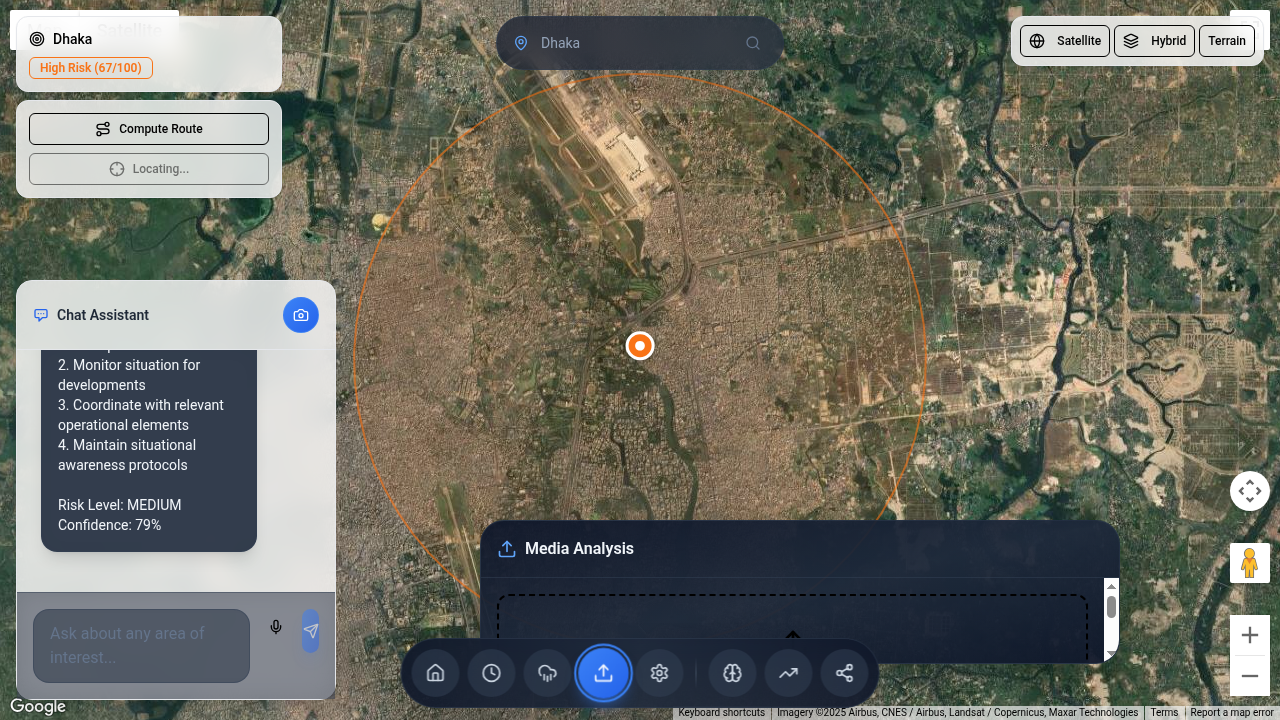 Dhaka
High Risk (67/100)
Compute Route
Locating...
Dhaka
Satellite
Hybrid
Terrain
Chat Assistant
2. Monitor situation for
developments
3. Coordinate with relevant
operational elements
4. Maintain situational
awareness protocols
Risk Level: MEDIUM
Confidence: 79%
Ask about any area of
interest...
Media Analysis
Google
Keyboard shortcuts
Imagery ©2025 Airbus, CNES / Airbus, Landsat / Copernicus, Maxar Technologies
Terms
Report a map error